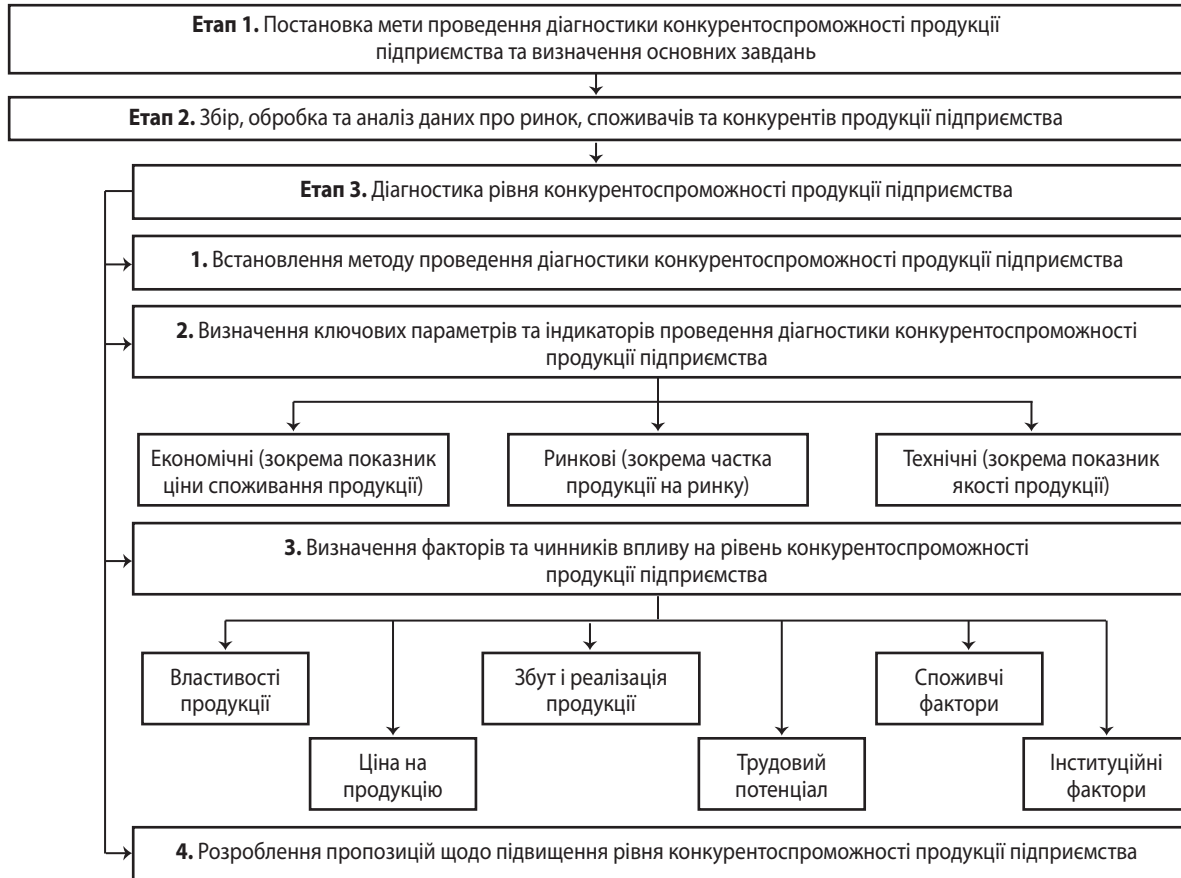 Етап 1. Постановка мети проведення діагностики конкурентоспроможності продукції
підприємства та визначення основних завдань
Етап 2. Збір, обробка та аналіз даних про ринок, споживачів та конкурентів продукції підприємства
Етап 3. Діагностика рівня конкурентоспроможності продукції підприємства
1. Встановлення методу проведення діагностики конкурентоспроможності продукції підприємства
2. Визначення ключових параметрів та індикаторів проведення діагностики конкурентоспроможності
продукції підприємства
Економічні (зокрема показник
ціни споживання продукції)
Ринкові (зокрема частка
продукції на ринку)
Технічні (зокрема показник
якості продукції)
3. Визначення факторів та чинників впливу на рівень конкурентоспроможності
продукції підприємства
Властивості
продукції
Збут і реалізація
продукції
Споживчі
фактори
Ціна на
продукцію
Трудовий
потенціал
Інституційні
фактори
4. Розроблення пропозицій щодо підвищення рівня конкурентоспроможності продукції підприємства